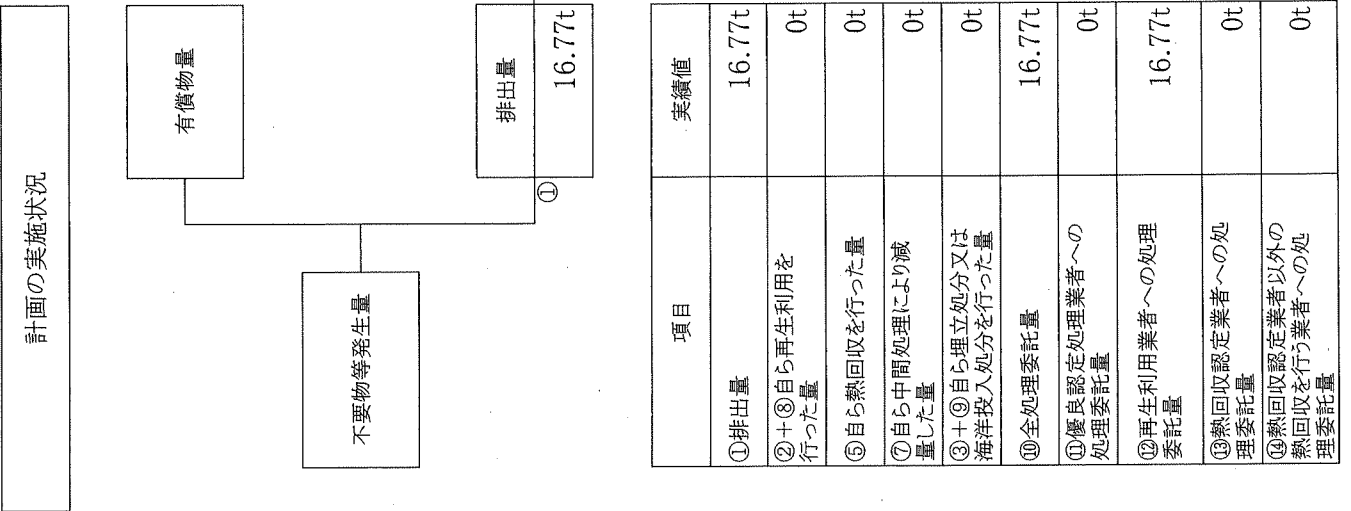 計画の実施状況
有償物量
不要物等発生量
排出量
①
16.77t
項目
実績値
①排出量
16.77t
②+⑧自ら再生利用を
行った量
0t
⑤自ら熱回収を行った量
0t
⑦自ら中間処理により減
量した量
0t
③+⑨自ら埋立処分又は
海洋投入処分を行った量
0t
⑩全処理委託量
16.77t
⑪優良認定処理業者への
処理委託量
0t
⑫再生利用業者への処理
委託量
16.77t
⑬熱回収認定業者への処
理委託量
0t
⑭熱回収認定業者以外の
熱回収を行う業者への処
理委託量
0t